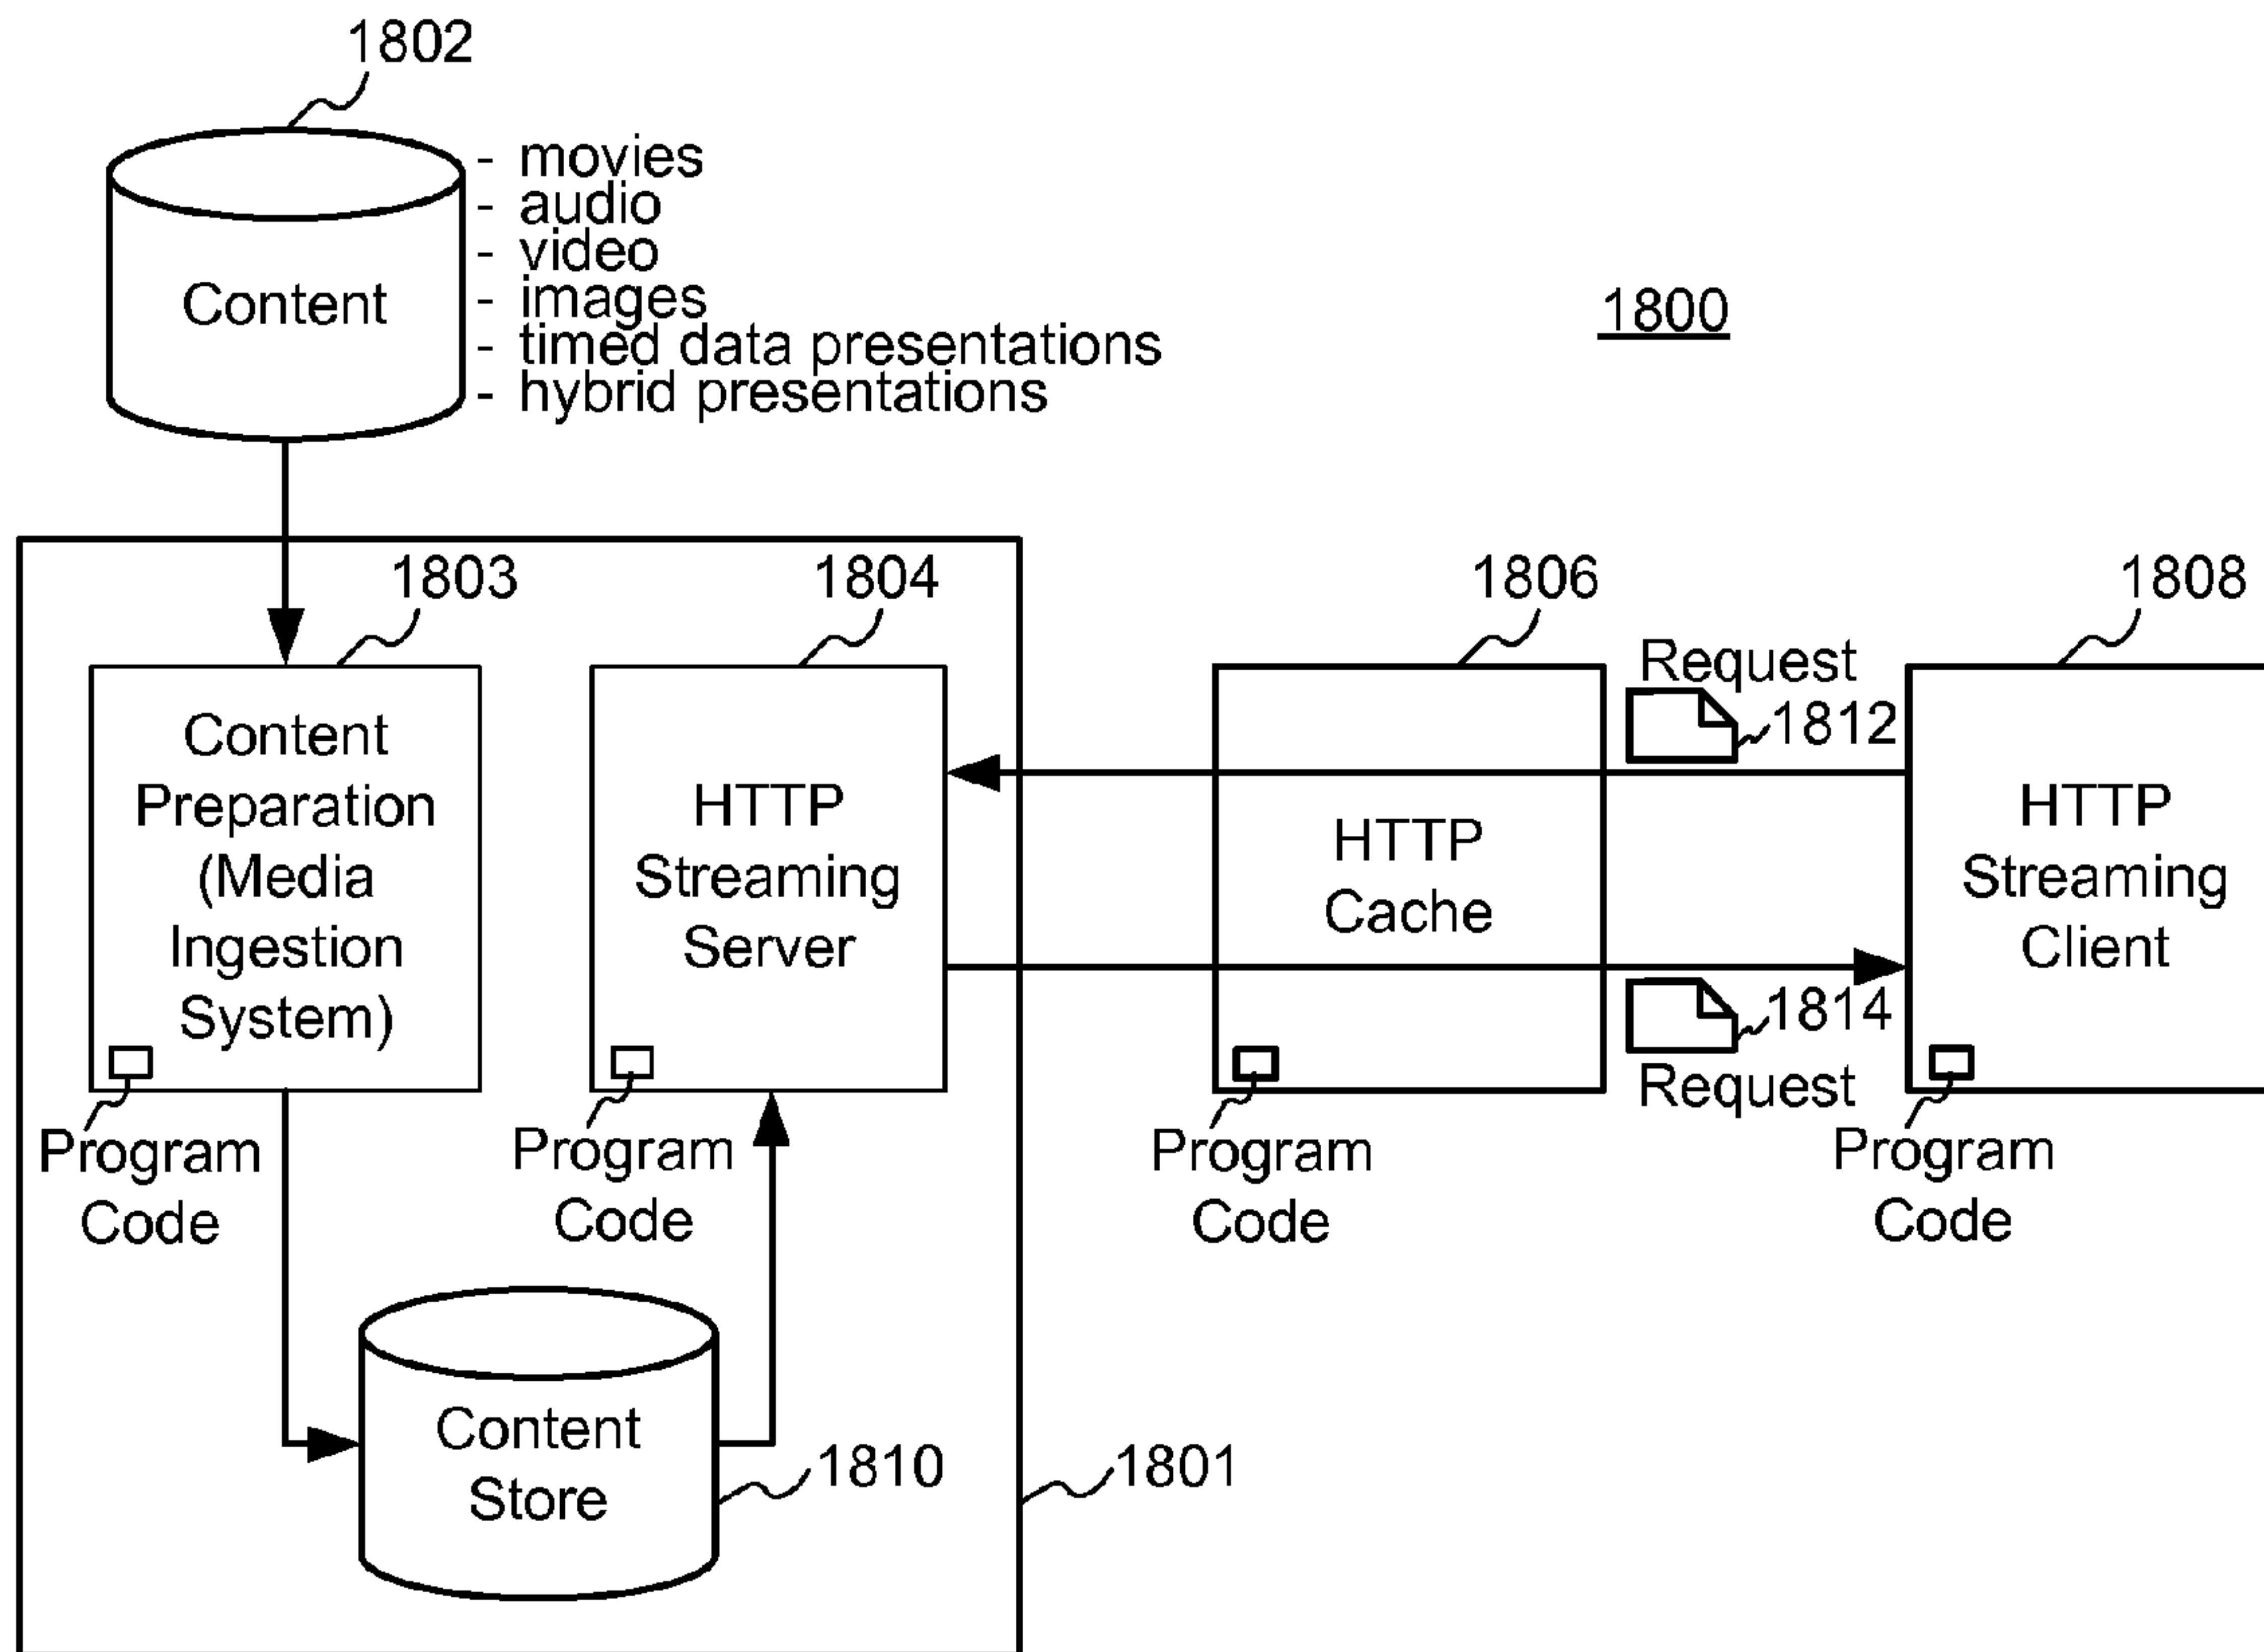 1802
- movies
- audio
- video
- images
- timed data presentations
- hybrid presentations
Content
1800
1803
1804
1806
1808
Content
Preparation
(Media
Ingestion
System)
Program
Code
HTTP
Streaming
Server
Program
Code
HTTP
Cache
Program
Code
Request
1812
1814
Request
HTTP
Streaming
Client
Program
Code
Content
Store
1810
1801